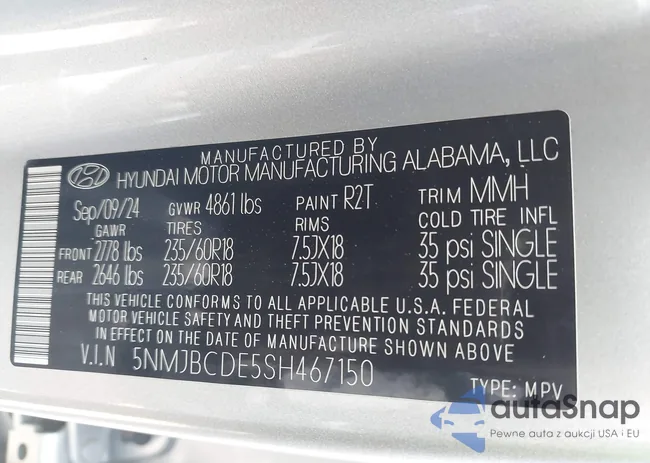 MANUFACTURED BY
HYUNDAI MOTOR MANUFACTURING ALABAMA, LLC
Sep/09/24 GVWR 4861 lbs PAINT R2T TRIM MMH
GAWR TIRES RIMS COLD TIRE INFL
FRONT 2778 lbs 235/60R18 7.5JX18 35 psi SINGLE
REAR 2646 lbs 235/60R18 7.5JX18 35 psi SINGLE
THIS VEHICLE CONFORMS TO ALL APPLICABLE U.S.A. FEDERAL
MOTOR VEHICLE SAFETY AND THEFT PREVENTION STANDARDS
IN EFFECT ON THE DATE OF MANUFACTURE SHOWN ABOVE
V.I.N 5NMJBCDE5SH467150
TYPE: MPV
autoSnap
Pewne auta z aukcji USA i EU